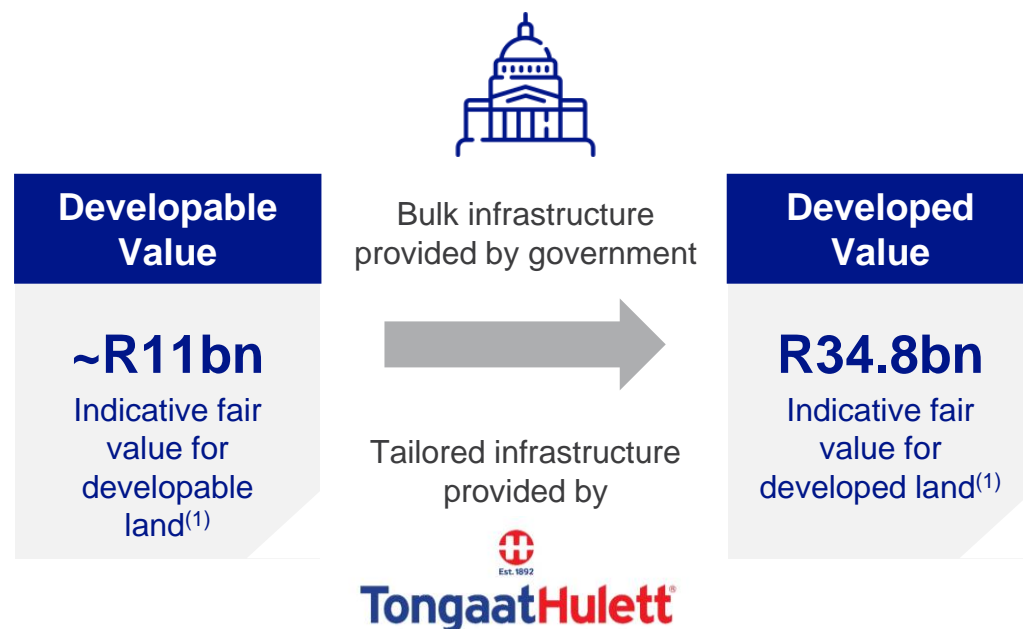 Developable
Value
~R11bn
Indicative fair
value for
developable
land(1)
Bulk infrastructure
provided by government
Tailored infrastructure
provided by
Est. 1892
TongaatHulett®
Developed
Value
R34.8bn
Indicative fair
value for
developed land(1)